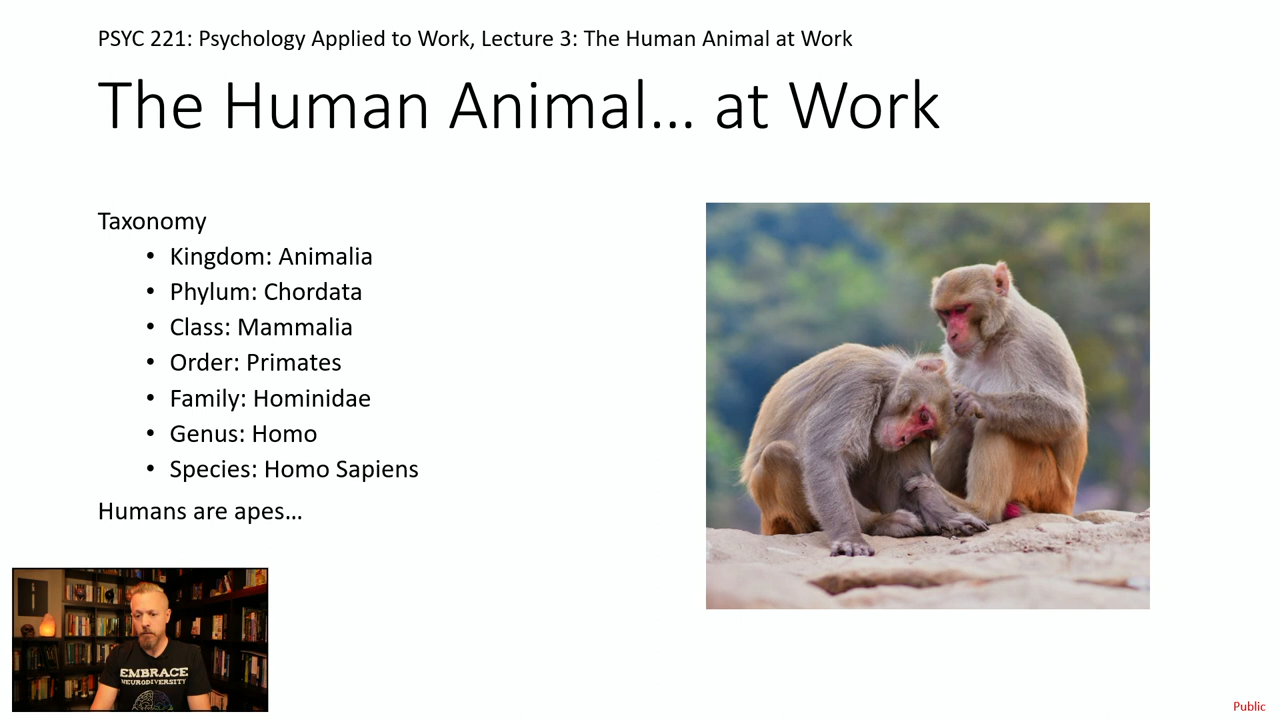 PSYC 221: Psychology Applied to Work, Lecture 3: The Human Animal at Work
The Human Animal... at Work
Taxonomy
• Kingdom: Animalia
• Phylum: Chordata
• Class: Mammalia
• Order: Primates
• Family: Hominidae
• Genus: Homo
• Species: Homo Sapiens
Humans are apes...
EMBRACE
NEURODIVERSITY
Public